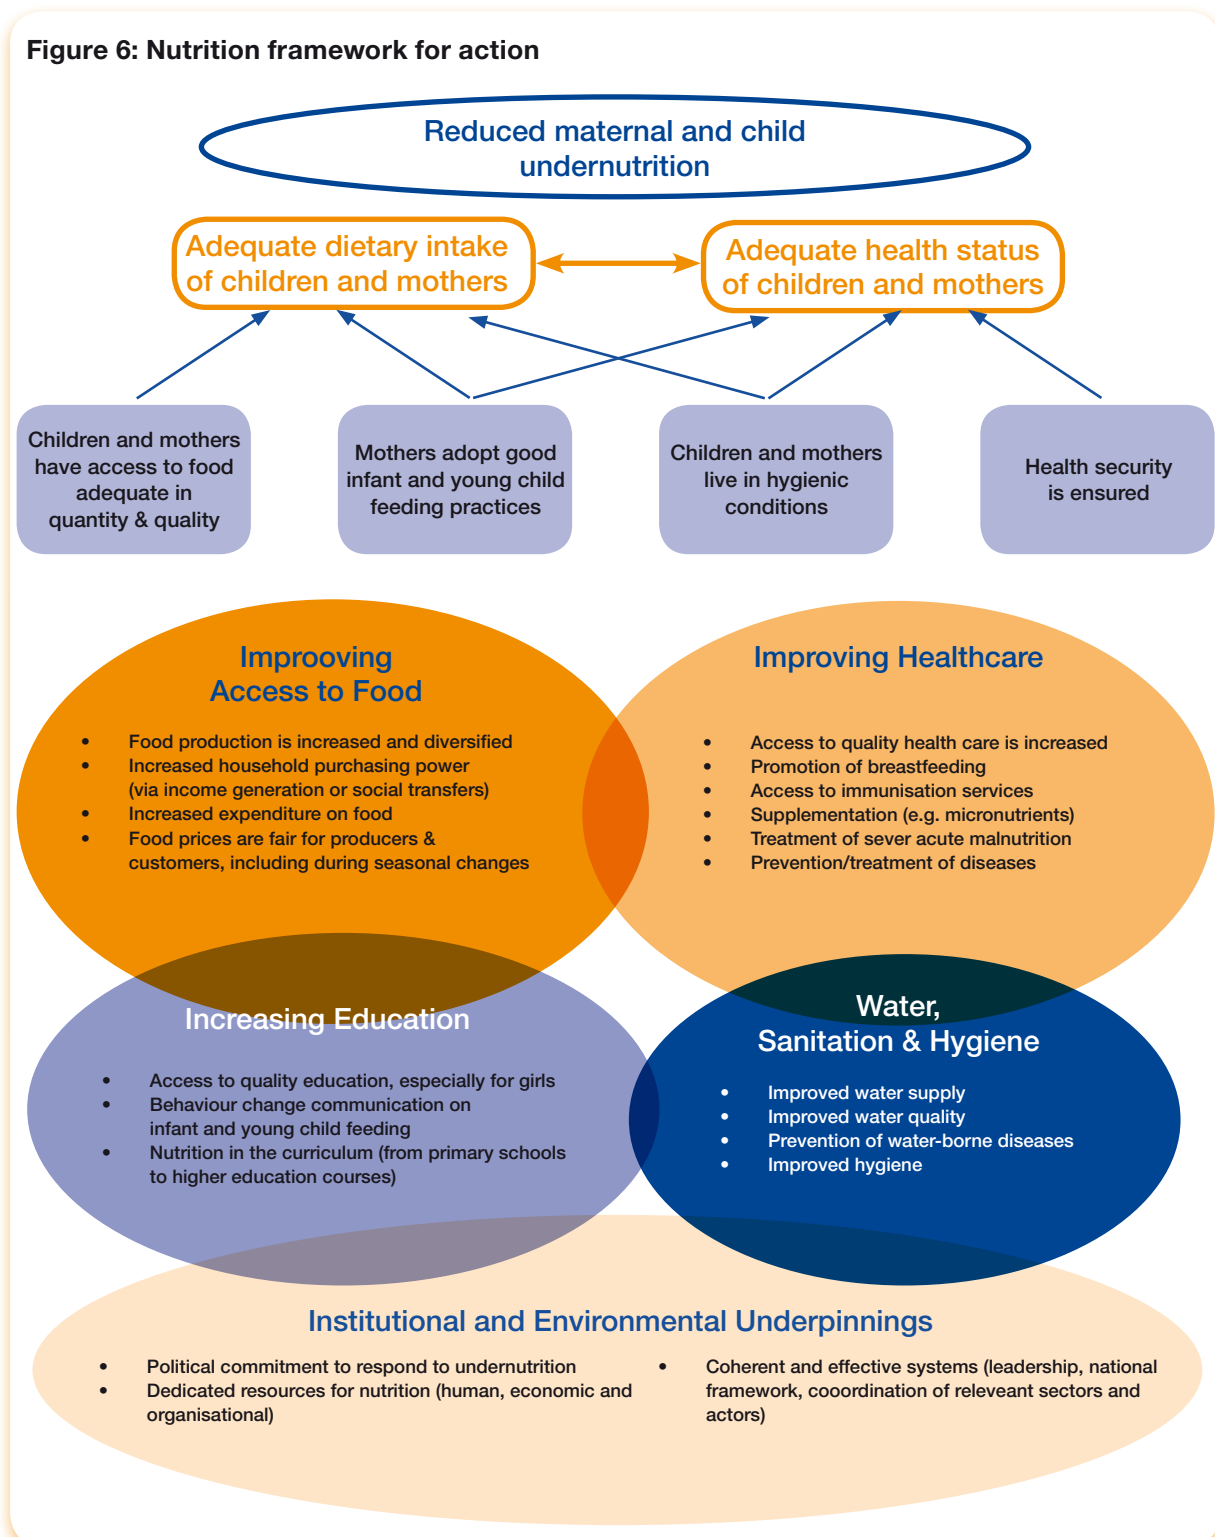 Figure 6: Nutrition framework for action
Reduced maternal and child
undernutrition
Adequate dietary intake
of children and mothers
Adequate health status
of children and mothers
Children and mothers
have access to food
adequate in
quantity & quality
Mothers adopt good
infant and young child
feeding practices
Children and mothers
live in hygienic
conditions
Health security
is ensured
Improoving
Access to Food
• Food production is increased and diversified
• Increased household purchasing power
(via income generation or social transfers)
• Increased expenditure on food
• Food prices are fair for producers &
customers, including during seasonal changes
Improving Healthcare
• Access to quality health care is increased
• Promotion of breastfeeding
• Access to immunisation services
• Supplementation (e.g. micronutrients)
• Treatment of sever acute malnutrition
• Prevention/treatment of diseases
Increasing Education
• Access to quality education, especially for girls
• Behaviour change communication on
infant and young child feeding
• Nutrition in the curriculum (from primary schools
to higher education courses)
Water,
Sanitation & Hygiene
• Improved water supply
• Improved water quality
• Prevention of water-borne diseases
• Improved hygiene
Institutional and Environmental Underpinnings
• Political commitment to respond to undernutrition
• Dedicated resources for nutrition (human, economic and
organisational)
• Coherent and effective systems (leadership, national
framework, cooordination of releveant sectors and
actors)